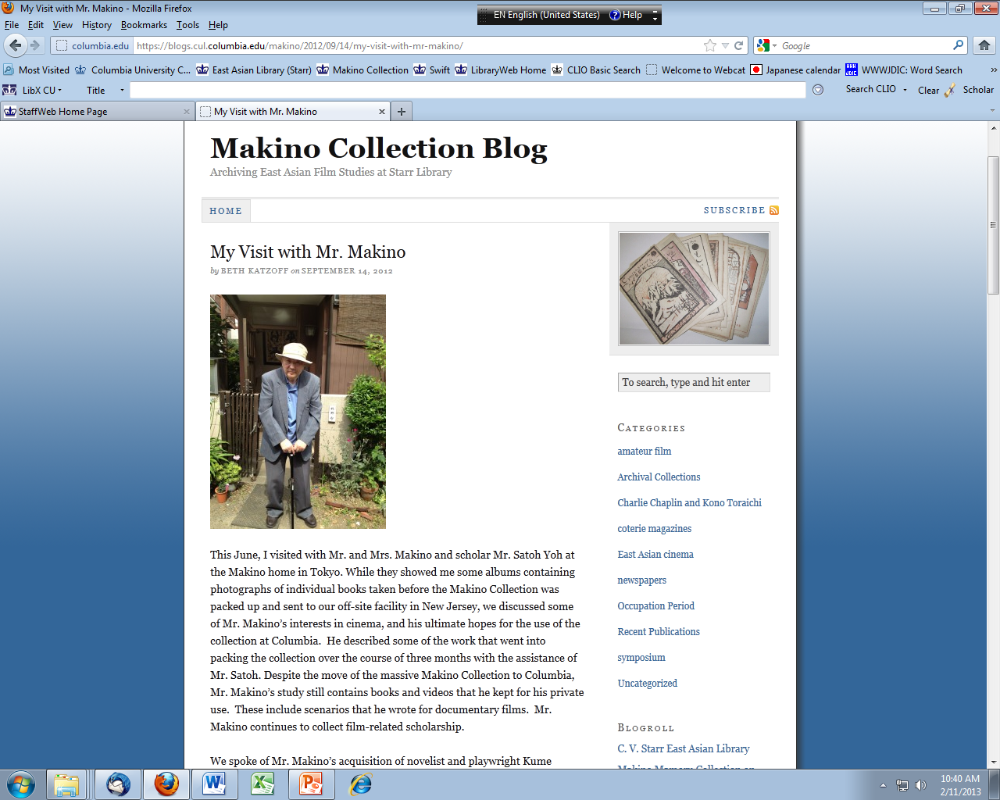 My Visit with Mr. Makino - Mozilla Firefox
EN English (United States) Help
File Edit View History Bookmarks Tools Help
columbia.edu https://blogs.cul.columbia.edu/makino/2012/09/14/my-visit-with-mr-makino/ Google
Most Visited Columbia University C... East Asian Library (Starr) Makino Collection Swift LibraryWeb Home CLIO Basic Search Welcome to Webcat Japanese calendar WWWJDIC: Word Search »
LibX CU Title Search CLIO Clear Scholar
StaffWeb Home Page My Visit with Mr. Makino
Makino Collection Blog
Archiving East Asian Film Studies at Starr Library
HOME SUBSCRIBE
My Visit with Mr. Makino
by BETH KATZOFF on SEPTEMBER 14, 2012
This June, I visited with Mr. and Mrs. Makino and scholar Mr. Satoh Yoh at
the Makino home in Tokyo. While they showed me some albums containing
photographs of individual books taken before the Makino Collection was
packed up and sent to our off-site facility in New Jersey, we discussed some
of Mr. Makino's interests in cinema, and his ultimate hopes for the use of the
collection at Columbia.  He described some of the work that went into
packing the collection over the course of three months with the assistance of
Mr. Satoh. Despite the move of the massive Makino Collection to Columbia,
Mr. Makino's study still contains books and videos that he kept for his private
use.  These include scenarios that he wrote for documentary films.  Mr.
Makino continues to collect film-related scholarship.
We spoke of Mr. Makino's acquisition of novelist and playwright Kume
To search, type and hit enter
Categories
amateur film
Archival Collections
Charlie Chaplin and Kono Toraichi
coterie magazines
East Asian cinema
newspapers
Occupation Period
Recent Publications
symposium
Uncategorized
Blogroll
C. V. Starr East Asian Library
Makino Mamoru Collection on
10:40 AM
2/11/2013